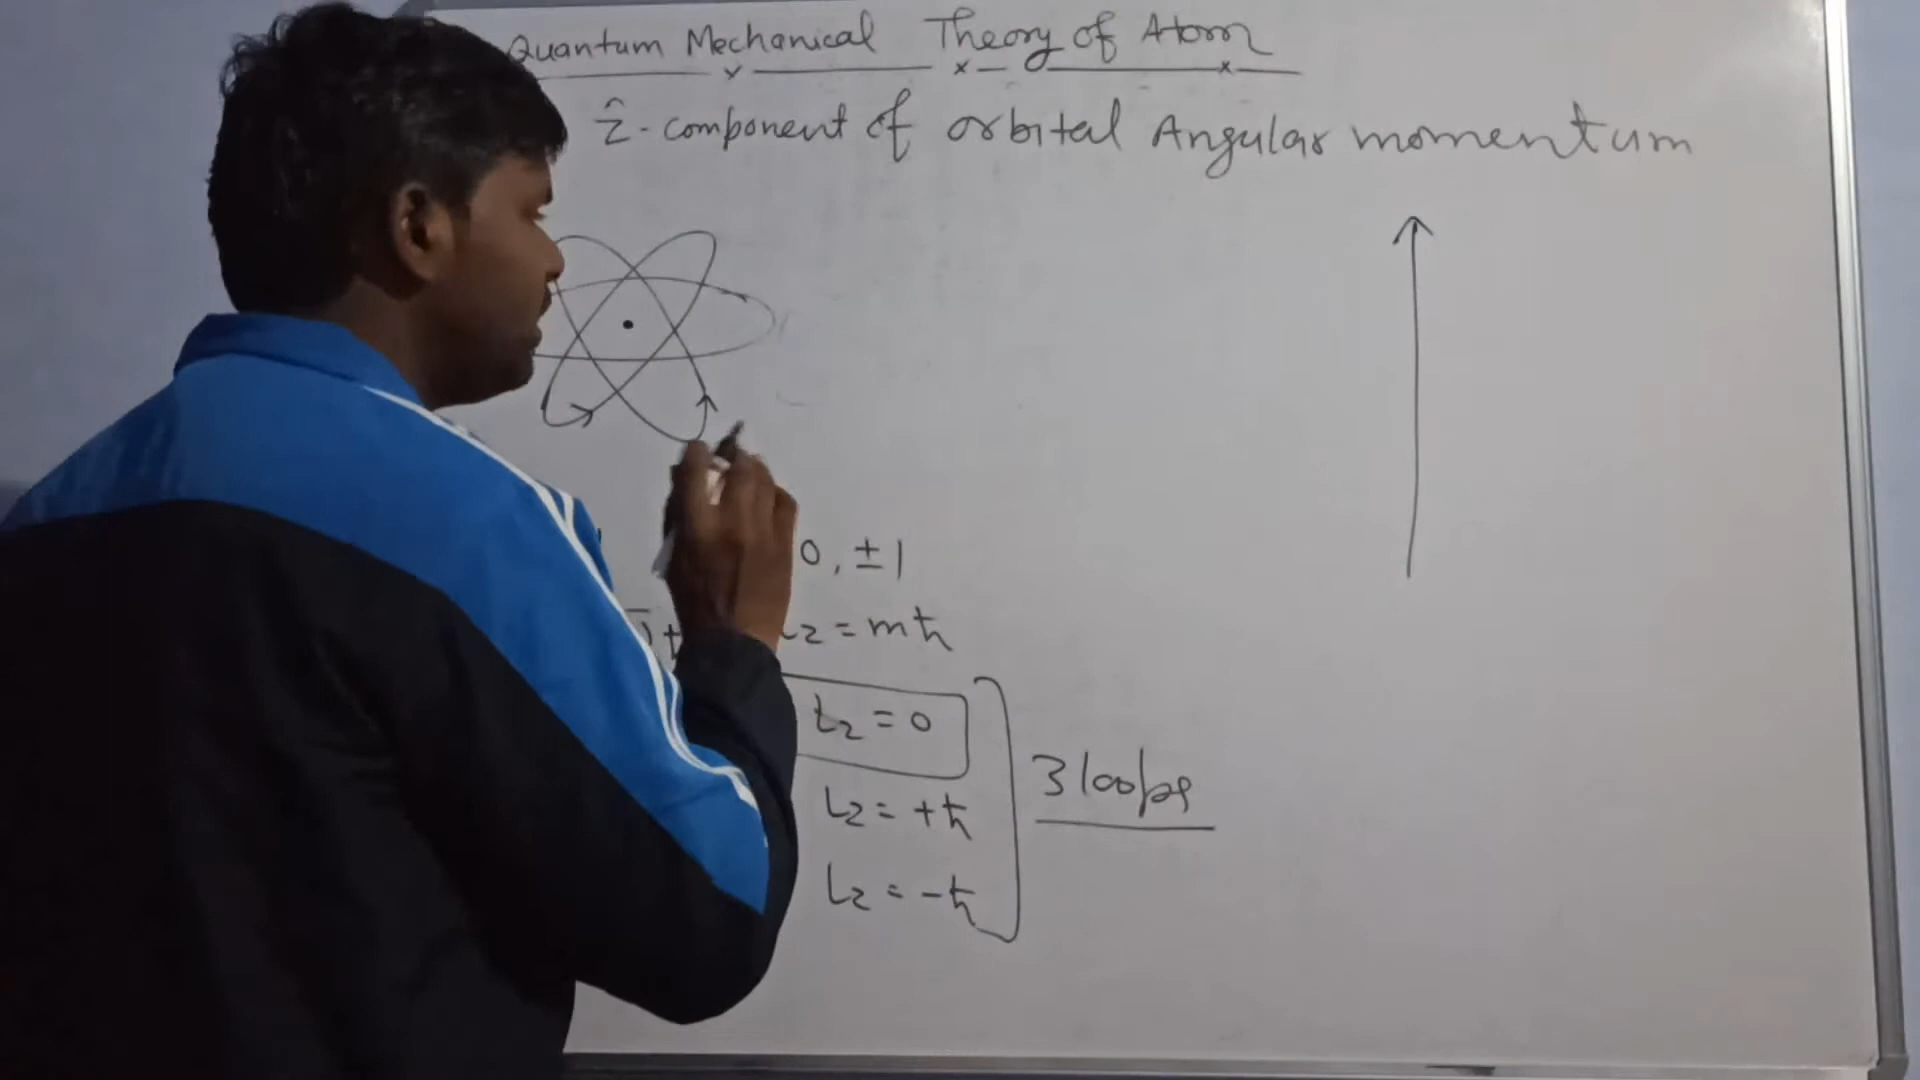 Quantum Mechanical Theory of Atom
ẑ-component of orbital Angular momentum
0, ±1
z = mħ
Lz = 0
Lz = +ħ
3 loops
Lz = -ħ